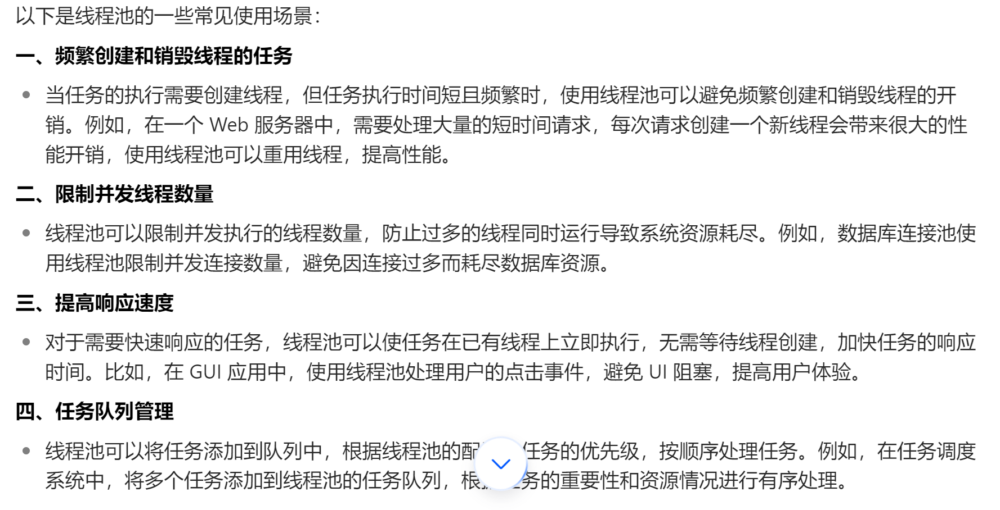 以下是线程池的一些常见使用场景：
一、频繁创建和销毁线程的任务
当任务的执行需要创建线程，但任务执行时间短且频繁时，使用线程池可以避免频繁创建和销毁线程的开
销。例如，在一个 Web 服务器中，需要处理大量的短时间请求，每次请求创建一个新线程会带来很大的性
能开销，使用线程池可以重用线程，提高性能。
二、限制并发线程数量
线程池可以限制并发执行的线程数量，防止过多的线程同时运行导致系统资源耗尽。例如，数据库连接池使
用线程池限制并发连接数量，避免因连接过多而耗尽数据库资源。
三、提高响应速度
对于需要快速响应的任务，线程池可以使任务在已有线程上立即执行，无需等待线程创建，加快任务的响应
时间。比如，在 GUI 应用中，使用线程池处理用户的点击事件，避免 UI 阻塞，提高用户体验。
四、任务队列管理
线程池可以将任务添加到队列中，根据线程池的配 任务的优先级，按顺序处理任务。例如，在任务调度
系统中，将多个任务添加到线程池的任务队列，根 务的重要性和资源情况进行有序处理。